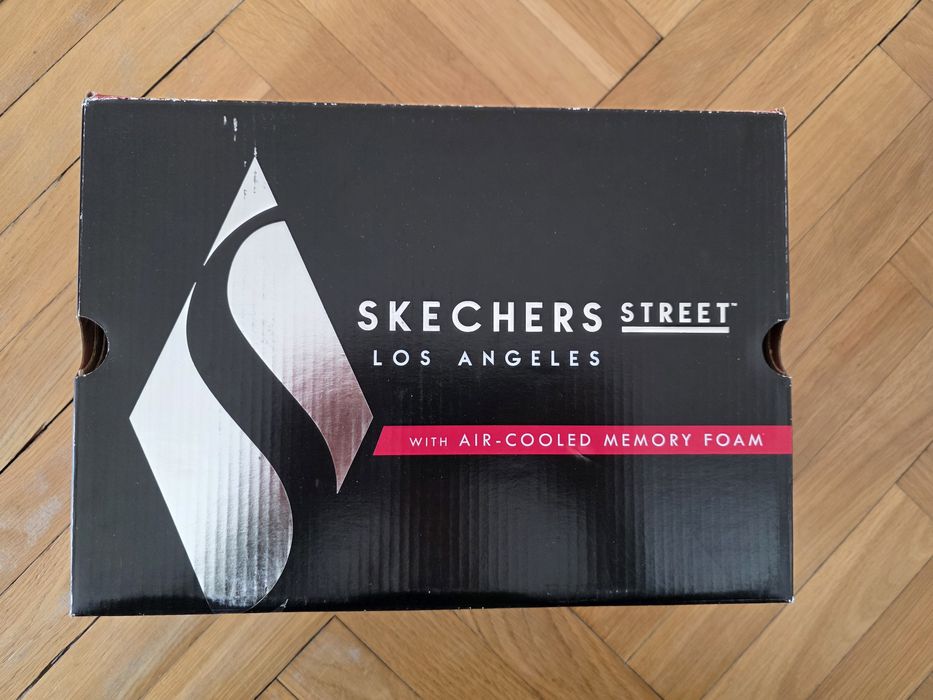 SKECHERS STREET™
LOS ANGELES
WITH AIR-COOLED MEMORY FOAM